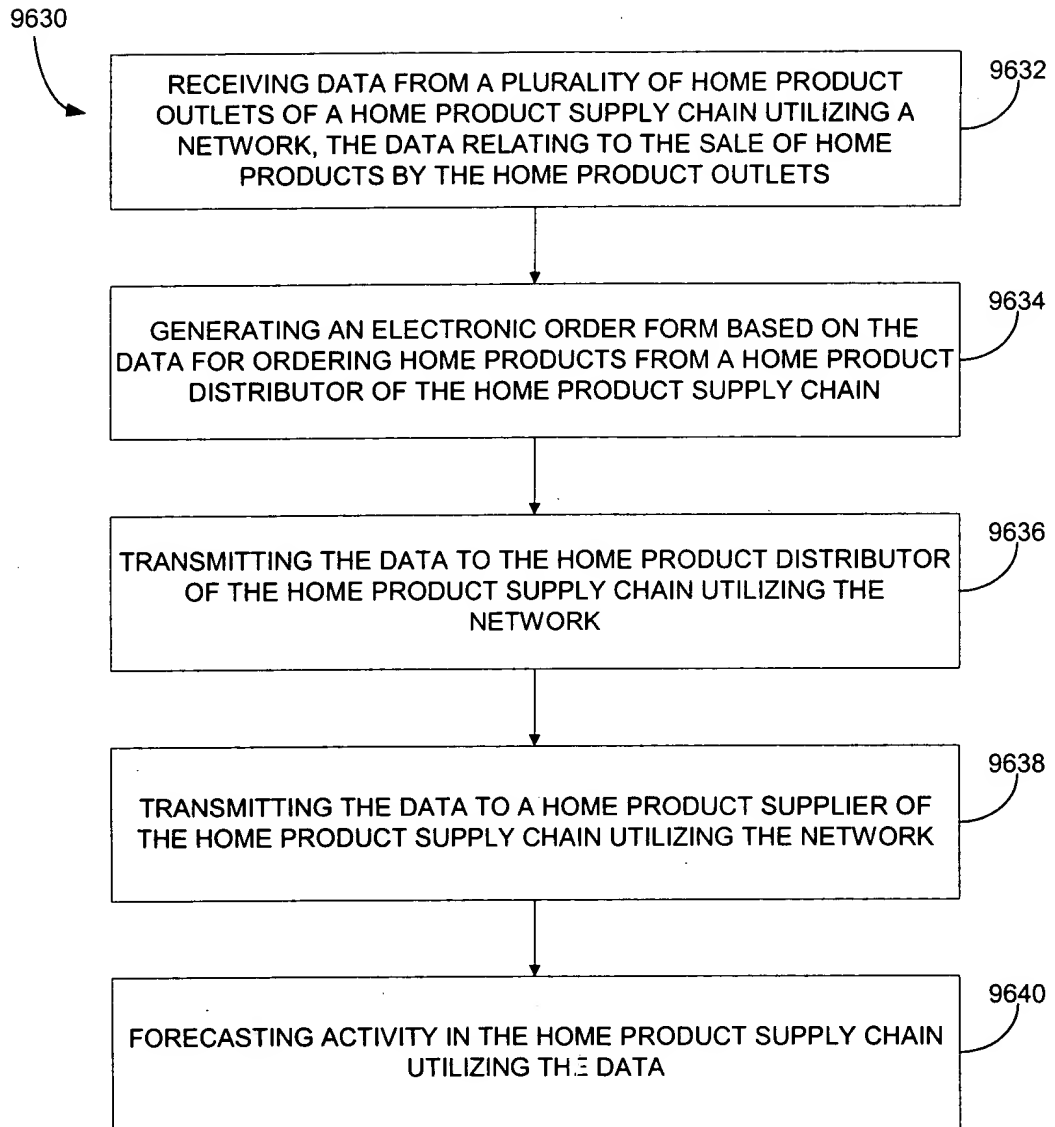 9630
RECEIVING DATA FROM A PLURALITY OF HOME PRODUCT
OUTLETS OF A HOME PRODUCT SUPPLY CHAIN UTILIZING A
NETWORK, THE DATA RELATING TO THE SALE OF HOME
PRODUCTS BY THE HOME PRODUCT OUTLETS
9632
GENERATING AN ELECTRONIC ORDER FORM BASED ON THE
DATA FOR ORDERING HOME PRODUCTS FROM A HOME PRODUCT
DISTRIBUTOR OF THE HOME PRODUCT SUPPLY CHAIN
9634
TRANSMITTING THE DATA TO THE HOME PRODUCT DISTRIBUTOR
OF THE HOME PRODUCT SUPPLY CHAIN UTILIZING THE
NETWORK
9636
TRANSMITTING THE DATA TO A HOME PRODUCT SUPPLIER OF
THE HOME PRODUCT SUPPLY CHAIN UTILIZING THE NETWORK
9638
FORECASTING ACTIVITY IN THE HOME PRODUCT SUPPLY CHAIN
UTILIZING THE DATA
9640